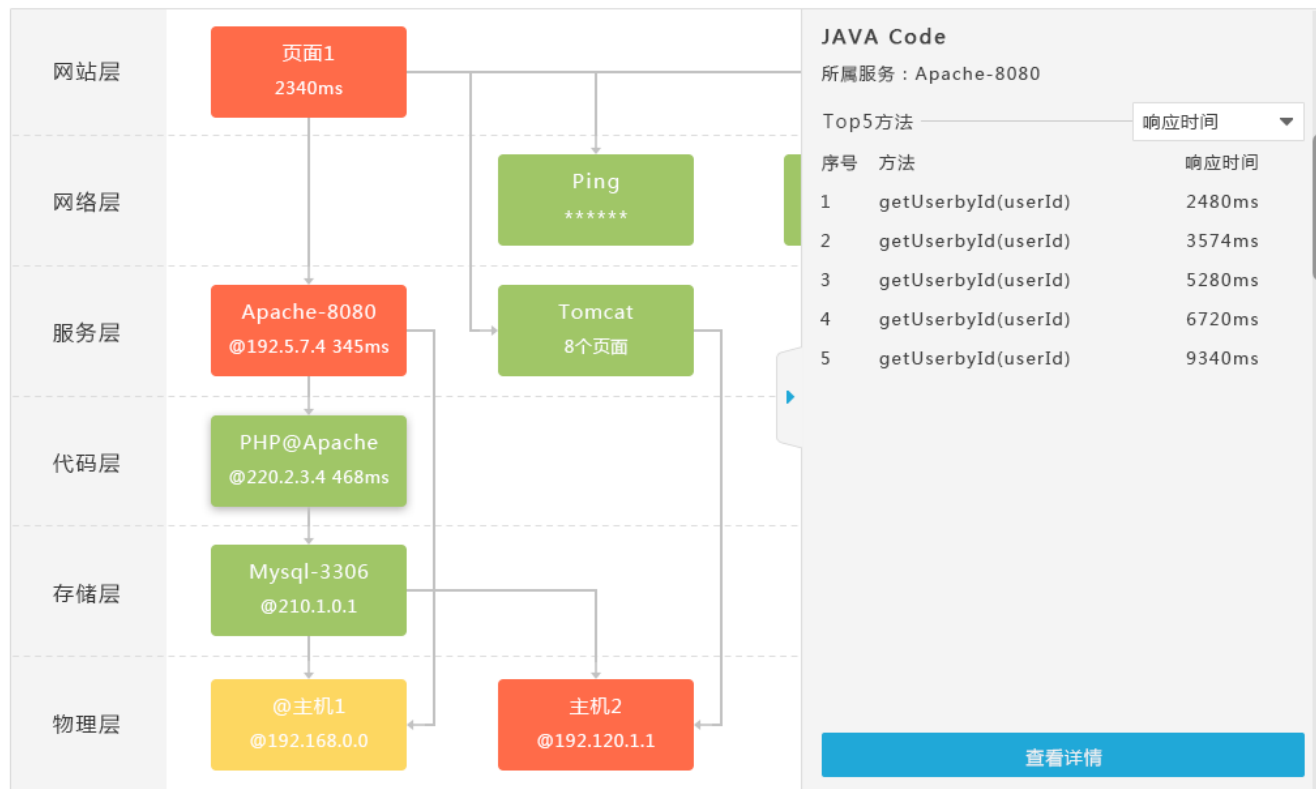 网站层
页面1
2340ms
网络层
Ping
******
服务层
Apache-8080
@192.5.7.4 345ms
Tomcat
8个页面
代码层
PHP@Apache
@220.2.3.4 468ms
存储层
Mysql-3306
@210.1.0.1
物理层
@主机1
@192.168.0.0
主机2
@192.120.1.1
JAVA Code
所属服务：Apache-8080
Top5方法 响应时间
序号 方法 响应时间
1 getUserbyId(userId) 2480ms
2 getUserbyId(userId) 3574ms
3 getUserbyId(userId) 5280ms
4 getUserbyId(userId) 6720ms
5 getUserbyId(userId) 9340ms
查看详情